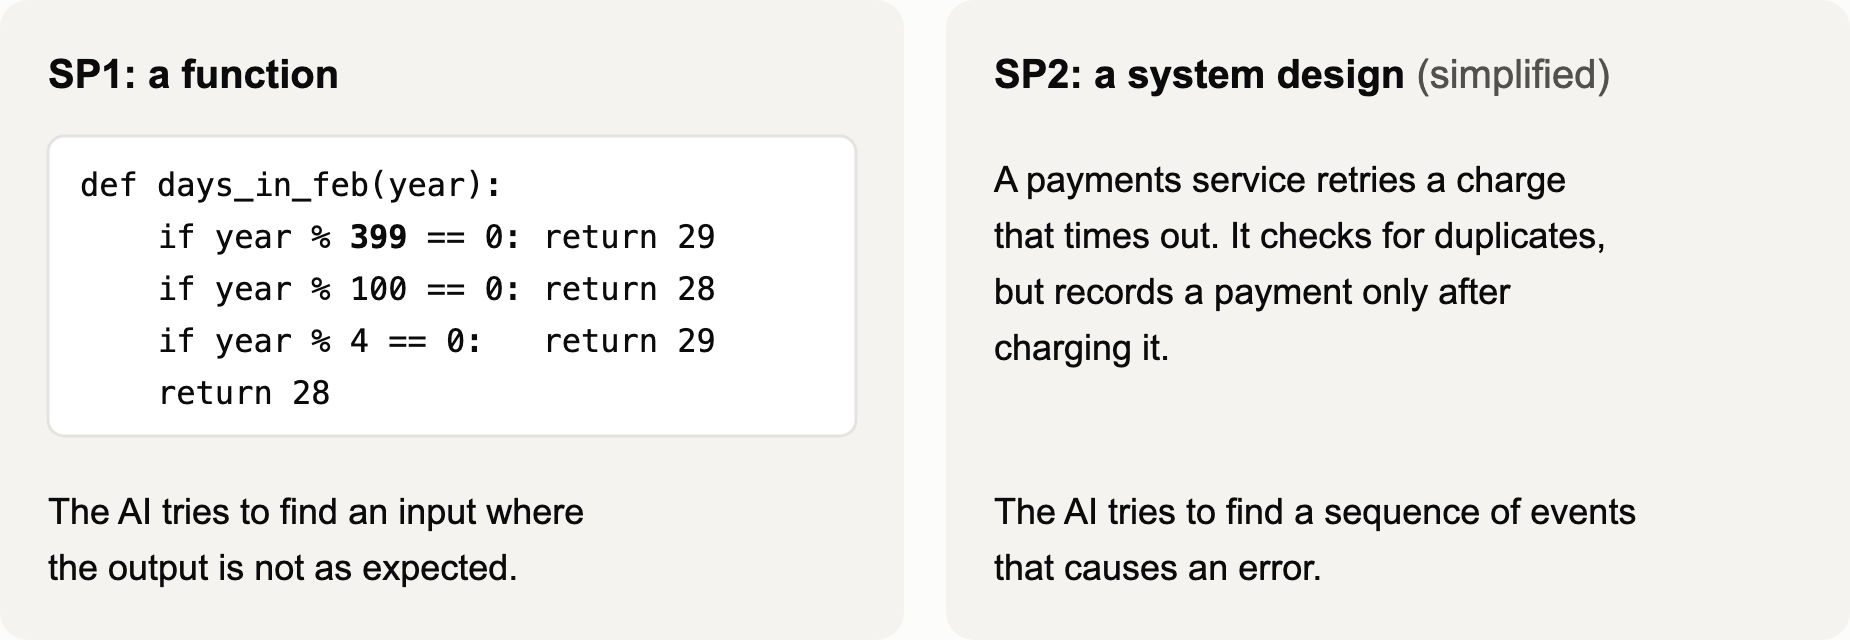 SP1: a function
def days_in_feb(year):
    if year % 399 == 0: return 29
    if year % 100 == 0: return 28
    if year % 4 == 0:   return 29
    return 28
The AI tries to find an input where
the output is not as expected.
SP2: a system design (simplified)
A payments service retries a charge
that times out. It checks for duplicates,
but records a payment only after
charging it.
The AI tries to find a sequence of events
that causes an error.